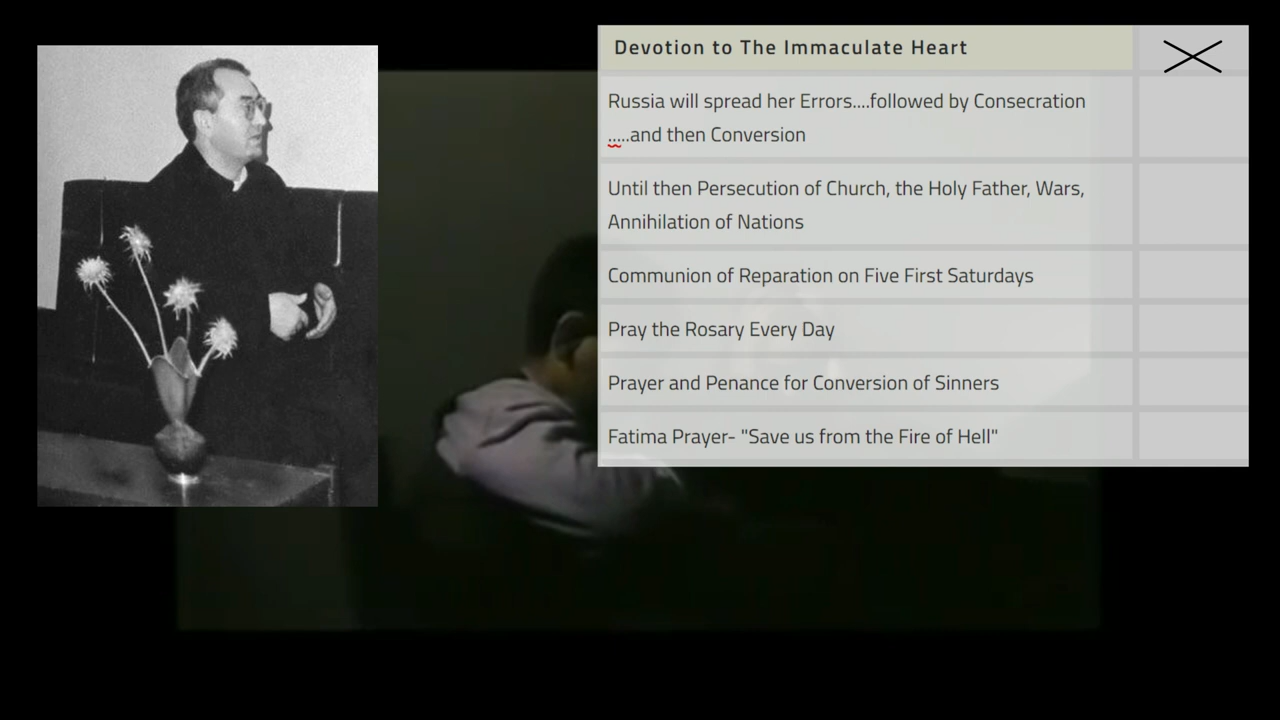 Devotion to The Immaculate Heart
Russia will spread her Errors....followed by Consecration
.....and then Conversion
Until then Persecution of Church, the Holy Father, Wars,
Annihilation of Nations
Communion of Reparation on Five First Saturdays
Pray the Rosary Every Day
Prayer and Penance for Conversion of Sinners
Fatima Prayer- "Save us from the Fire of Hell"